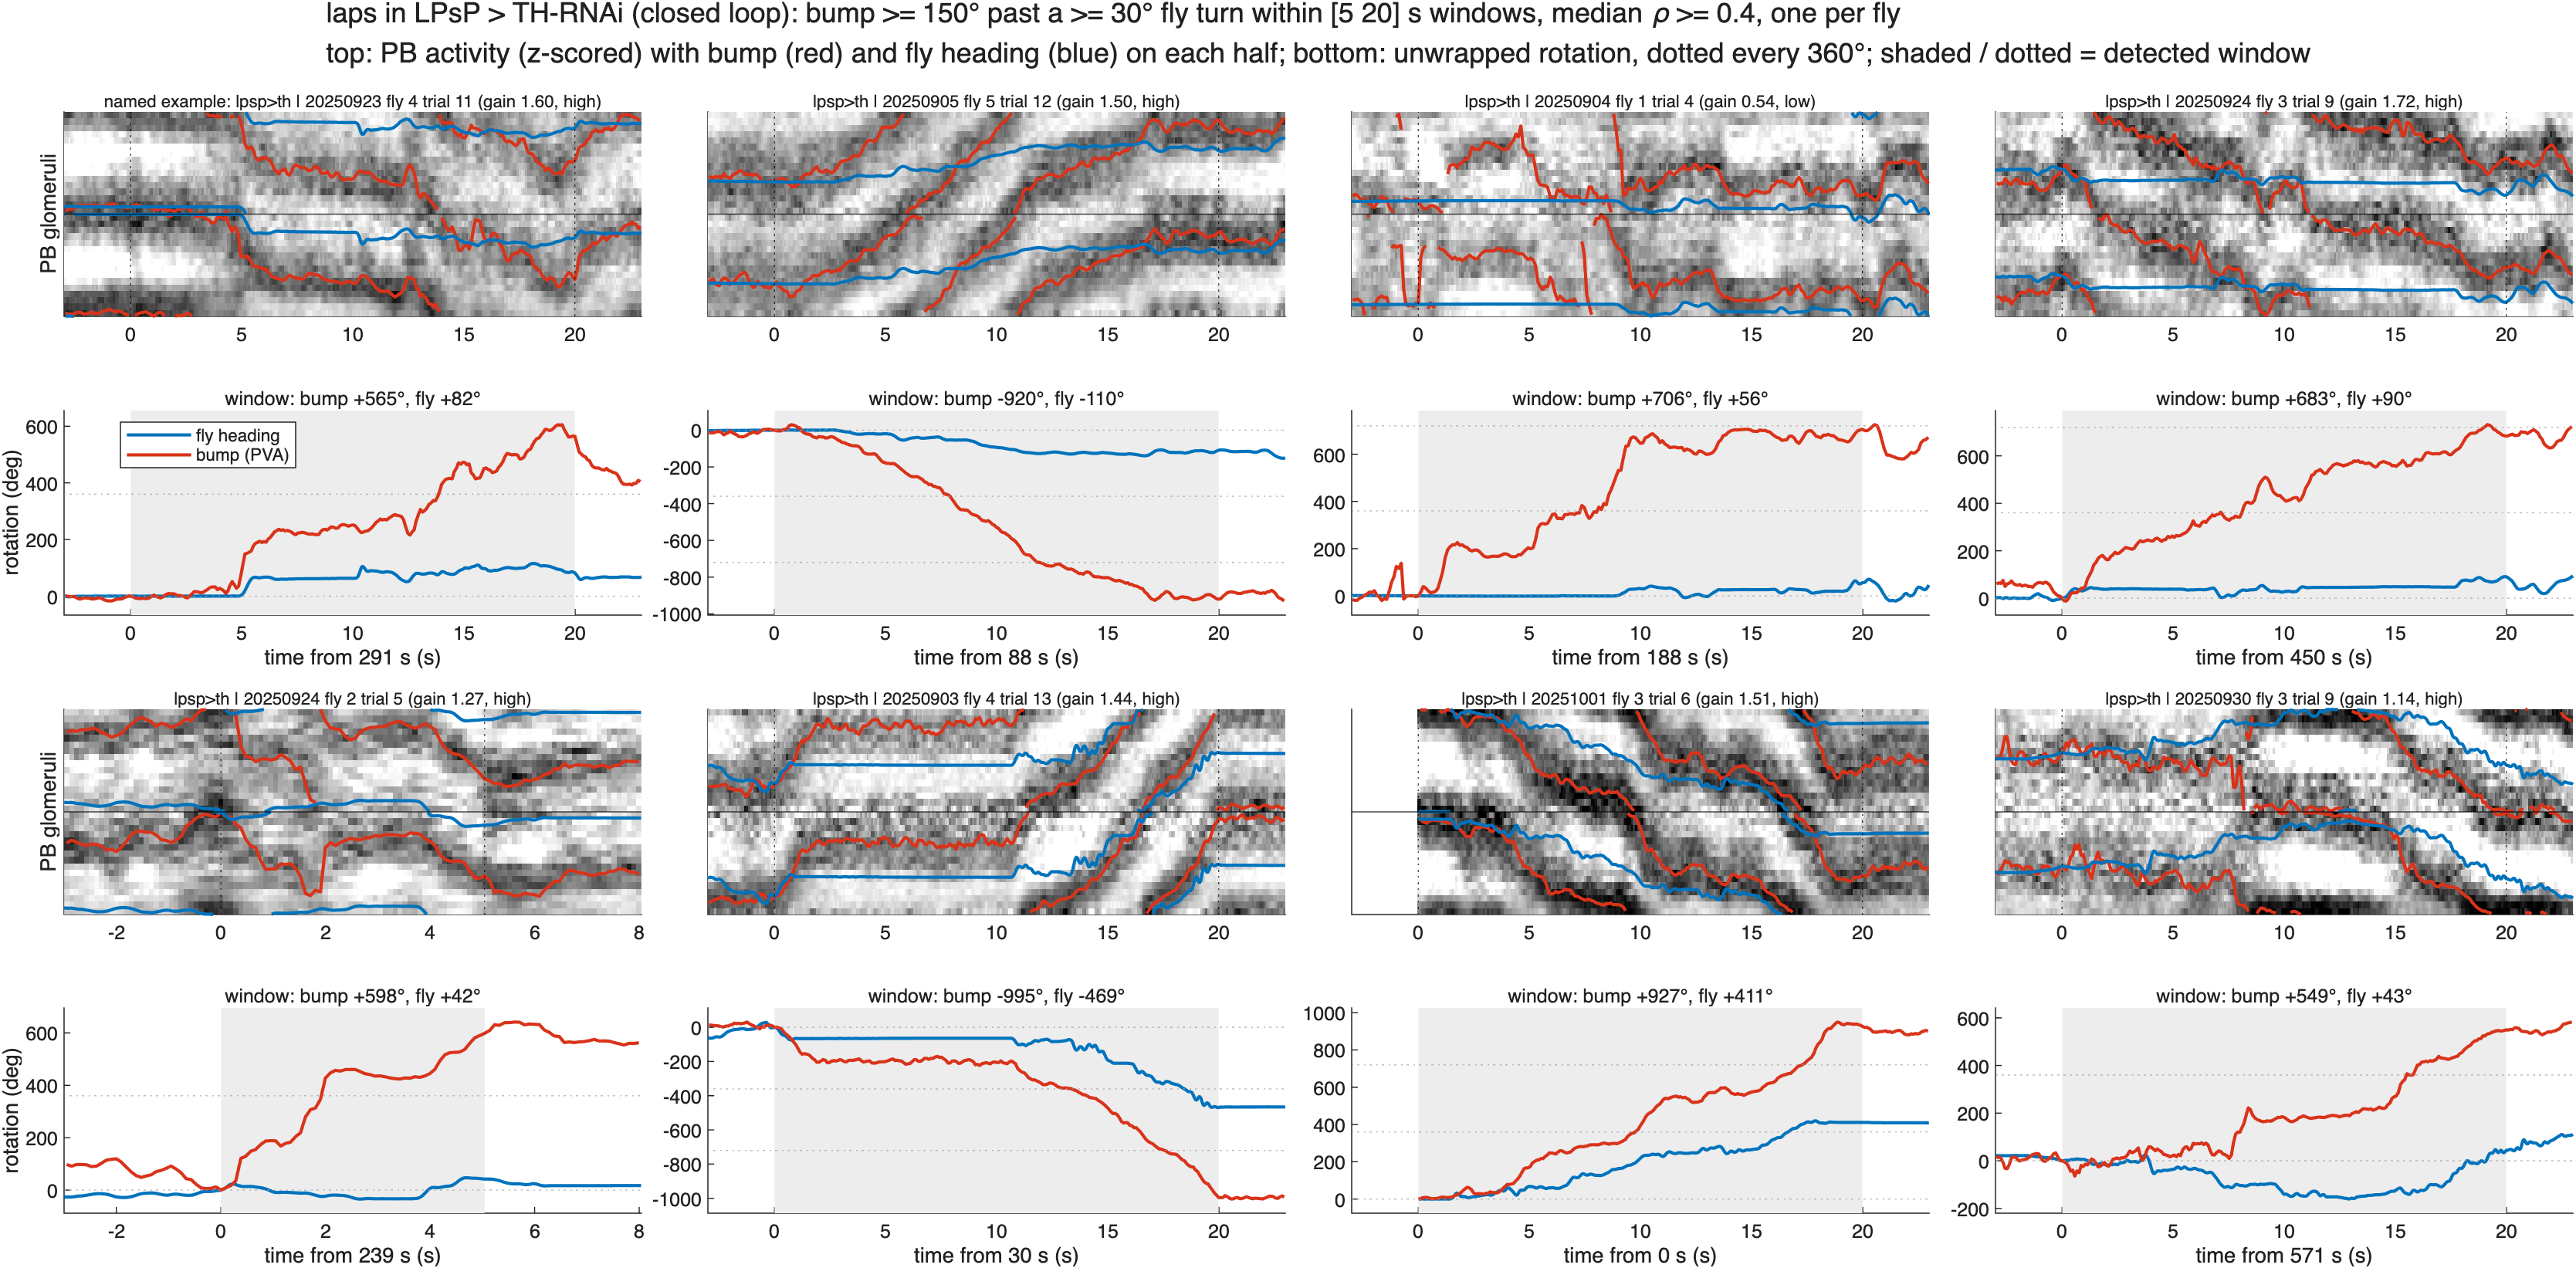 laps in LPsP > TH-RNAi (closed loop): bump >= 150° past a >= 30° fly turn within [5 20] s windows, median ρ >= 0.4, one per fly
top: PB activity (z-scored) with bump (red) and fly heading (blue) on each half; bottom: unwrapped rotation, dotted every 360°; shaded / dotted = detected window
named example: lpsp>th | 20250923 fly 4 trial 11 (gain 1.60, high)
lpsp>th | 20250905 fly 5 trial 12 (gain 1.50, high)
lpsp>th | 20250904 fly 1 trial 4 (gain 0.54, low)
lpsp>th | 20250924 fly 3 trial 9 (gain 1.72, high)
PB glomeruli
0 5 10 15 20
0 5 10 15 20
0 5 10 15 20
0 5 10 15 20
window: bump +565°, fly +82°
window: bump -920°, fly -110°
window: bump +706°, fly +56°
window: bump +683°, fly +90°
rotation (deg)
600
400
200
0
fly heading
bump (PVA)
0
-200
-400
-600
-800
-1000
600
400
200
0
600
400
200
0
0 5 10 15 20
0 5 10 15 20
0 5 10 15 20
0 5 10 15 20
time from 291 s (s)
time from 88 s (s)
time from 188 s (s)
time from 450 s (s)
lpsp>th | 20250924 fly 2 trial 5 (gain 1.27, high)
lpsp>th | 20250903 fly 4 trial 13 (gain 1.44, high)
lpsp>th | 20251001 fly 3 trial 6 (gain 1.51, high)
lpsp>th | 20250930 fly 3 trial 9 (gain 1.14, high)
PB glomeruli
-2 0 2 4 6 8
0 5 10 15 20
0 5 10 15 20
0 5 10 15 20
window: bump +598°, fly +42°
window: bump -995°, fly -469°
window: bump +927°, fly +411°
window: bump +549°, fly +43°
rotation (deg)
600
400
200
0
0
-200
-400
-600
-800
-1000
1000
800
600
400
200
0
600
400
200
0
-200
-2 0 2 4 6 8
0 5 10 15 20
0 5 10 15 20
0 5 10 15 20
time from 239 s (s)
time from 30 s (s)
time from 0 s (s)
time from 571 s (s)